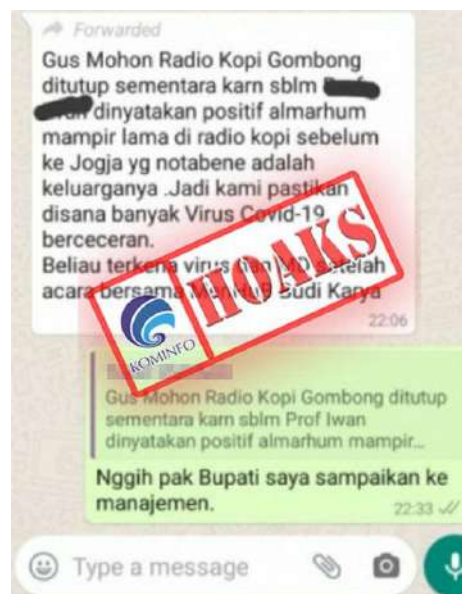 Forwarded
Gus Mohon Radio Kopi Gombong
ditutup sementara karn sblm
dinyatakan positif almarhum
mampir lama di radio kopi sebelum
ke Jogja yg notabene adalah
keluarganya .Jadi kami pastikan
disana banyak Virus Covid-19
berceceran.
Beliau terkena virus dan MD setelah
acara bersama MenHuB Budi Karya
22:06
HOAKS
KOMINFO
Gus Mohon Radio Kopi Gombong ditutup
sementara karn sblm Prof Iwan
dinyatakan positif almarhum mampir...
Nggih pak Bupati saya sampaikan ke
manajemen.
22:33
Type a message